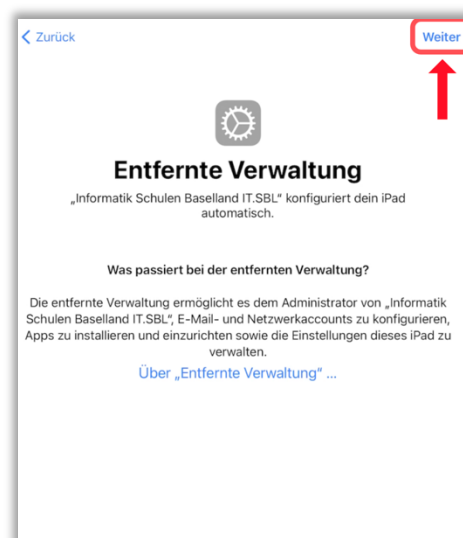 Zurück
Weiter
Entfernte Verwaltung
„Informatik Schulen Baselland IT.SBL“ konfiguriert dein iPad
automatisch.
Was passiert bei der entfernten Verwaltung?
Die entfernte Verwaltung ermöglicht es dem Administrator von „Informatik
Schulen Baselland IT.SBL“, E-Mail- und Netzwerkaccounts zu konfigurieren,
Apps zu installieren und einzurichten sowie die Einstellungen dieses iPad zu
verwalten.
Über „Entfernte Verwaltung“ ...